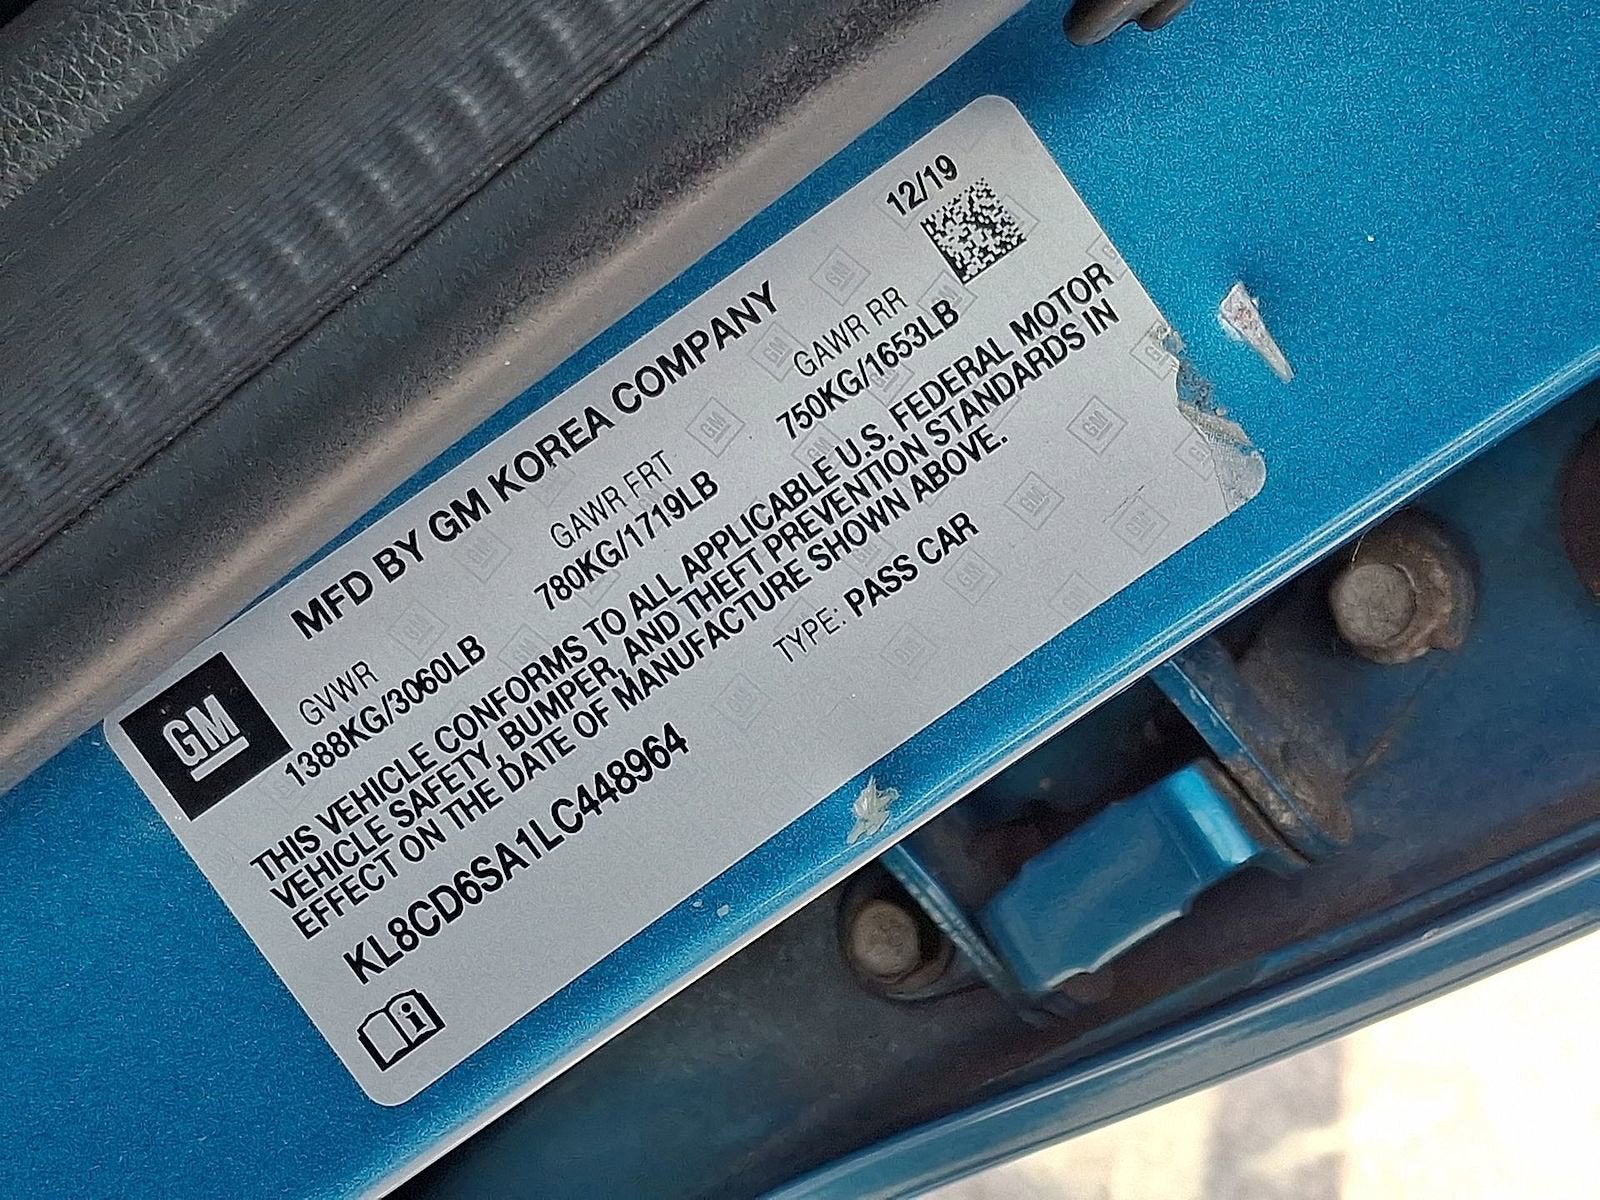 12/19
MFD BY GM KOREA COMPANY
GM
GVWR GAWR FRT GAWR RR
1388KG/3060LB 780KG/1719LB 750KG/1653LB
THIS VEHICLE CONFORMS TO ALL APPLICABLE U.S. FEDERAL MOTOR
VEHICLE SAFETY, BUMPER, AND THEFT PREVENTION STANDARDS IN
EFFECT ON THE DATE OF MANUFACTURE SHOWN ABOVE.
KL8CD6SA1LC448964 TYPE: PASS CAR